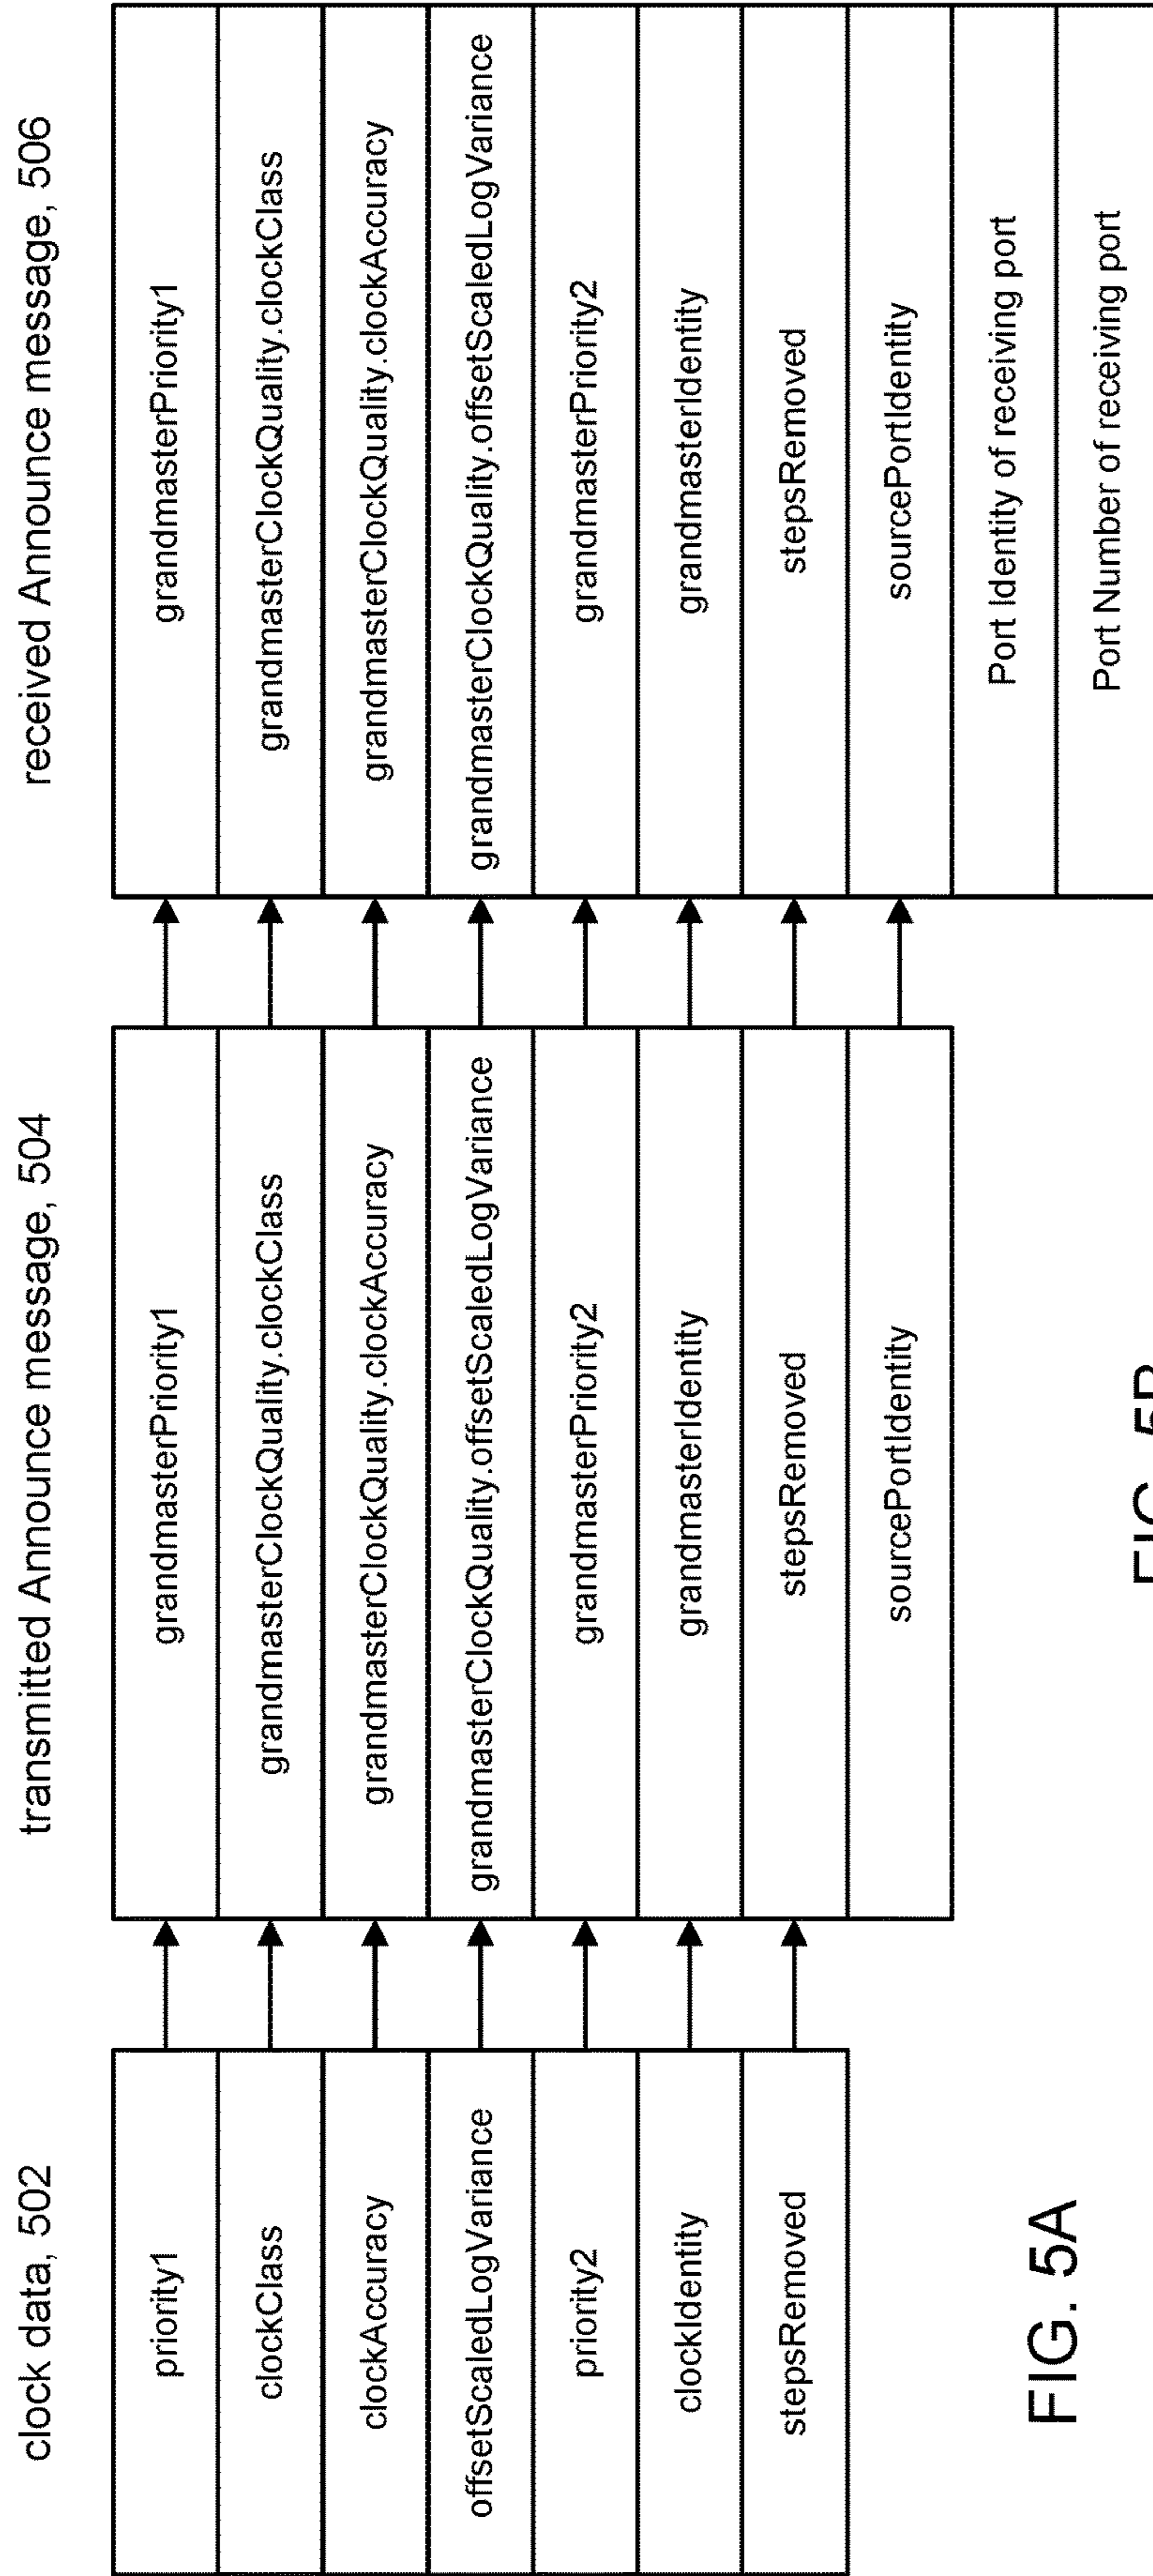 clock data, 502
priority1
clockClass
clockAccuracy
offsetScaledLogVariance
priority2
clockIdentity
stepsRemoved
FIG. 5A
transmitted Announce message, 504
grandmasterPriority1
grandmasterClockQuality.clockClass
grandmasterClockQuality.clockAccuracy
grandmasterClockQuality.offsetScaledLogVariance
grandmasterPriority2
grandmasterIdentity
stepsRemoved
sourcePortIdentity
FIG. 5B
received Announce message, 506
grandmasterPriority1
grandmasterClockQuality.clockClass
grandmasterClockQuality.clockAccuracy
grandmasterClockQuality.offsetScaledLogVariance
grandmasterPriority2
grandmasterIdentity
stepsRemoved
sourcePortIdentity
Port Identity of receiving port
Port Number of receiving port